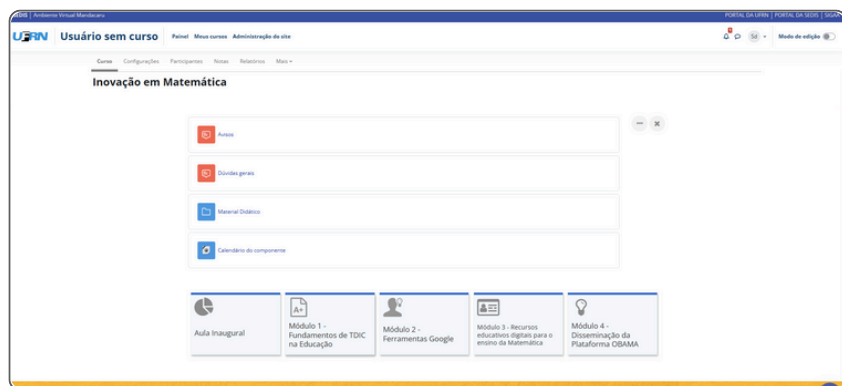 SEDIS | Ambiente Virtual Mandacaru
PORTAL DA UFRN | PORTAL DA SEDIS | SIGAA
UFRN
Usuário sem curso
Painel Meus cursos Administração do site
Sd
Modo de edição
Curso Configurações Participantes Notas Relatórios Mais
Inovação em Matemática
Avisos
Dúvidas gerais
Material Didático
Calendário do componente
Aula Inaugural
A+
Módulo 1 -
Fundamentos de TDIC
na Educação
Módulo 2 -
Ferramentas Google
Módulo 3 - Recursos
educativos digitais para o
ensino da Matemática
Módulo 4 -
Disseminação da
Plataforma OBAMA